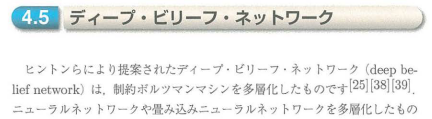 4.5 ディープ・ビリーフ・ネットワーク
ヒントンらにより提案されたディープ・ビリーフ・ネットワーク（deep be-
lief network）は，制約ボルツマンマシンを多層化したものです[25][38][39]．
ニューラルネットワークや畳み込みニューラルネットワークを多層化したもの